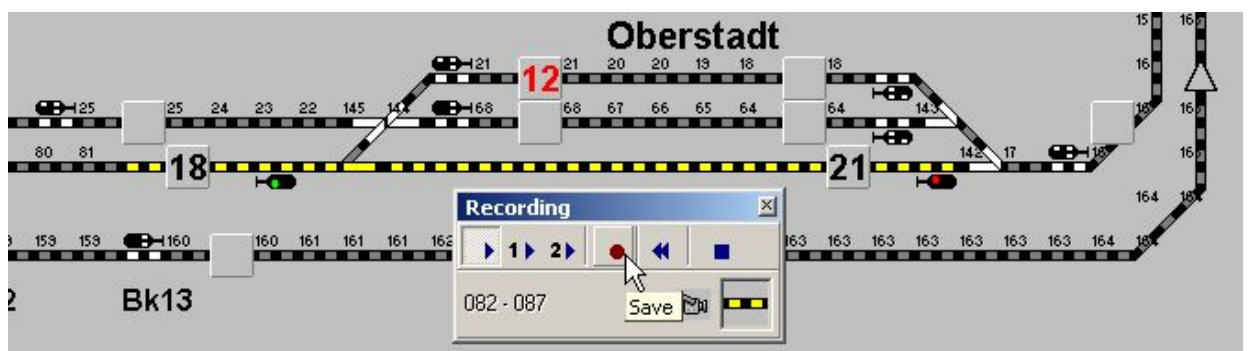 Oberstadt
15 16
21 12 21 20 20 19 18 18 16
25 25 24 23 22 145 144 68 68 67 66 65 64 64 143 16
80 81 18 21 142 17 16 16
Recording
164
159 159 160 160 161 161 161 162 163 163 163 163 163 163 163 164 164
1 2
Bk13
082 - 087
Save